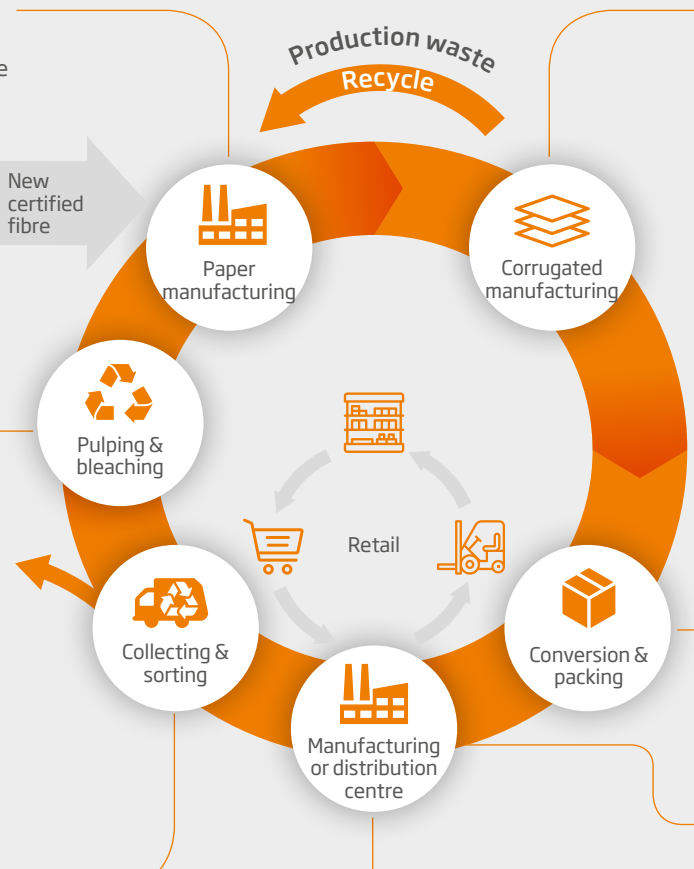 Production waste
Recycle
e
New
certified
fibre
Paper
manufacturing
Corrugated
manufacturing
Pulping &
bleaching
Retail
Collecting &
sorting
Conversion &
packing
Manufacturing
or distribution
centre